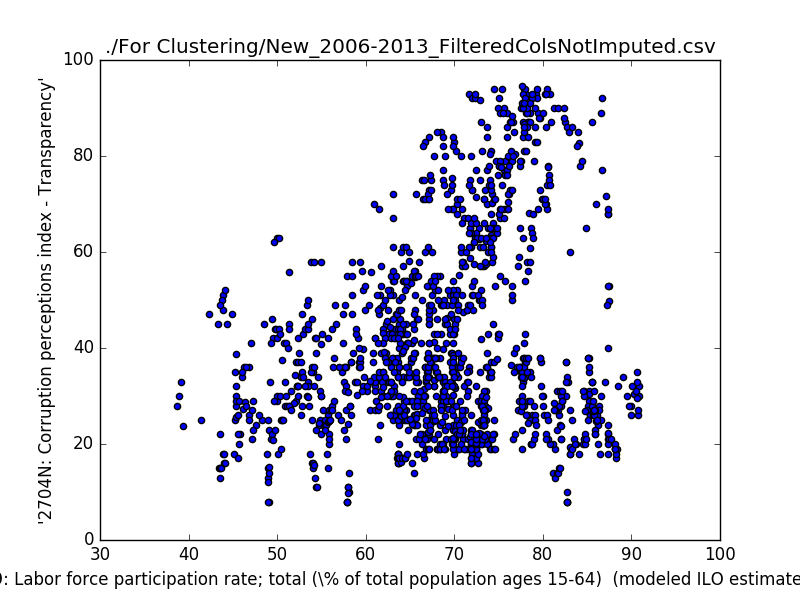 ./For Clustering/New_2006-2013_FilteredColsNotImputed.csv
100
80
60
40
20
0
'2704N: Corruption perceptions index - Transparency'
30 40 50 60 70 80 90 100
: Labor force participation rate; total (\% of total population ages 15-64)  (modeled ILO estimate